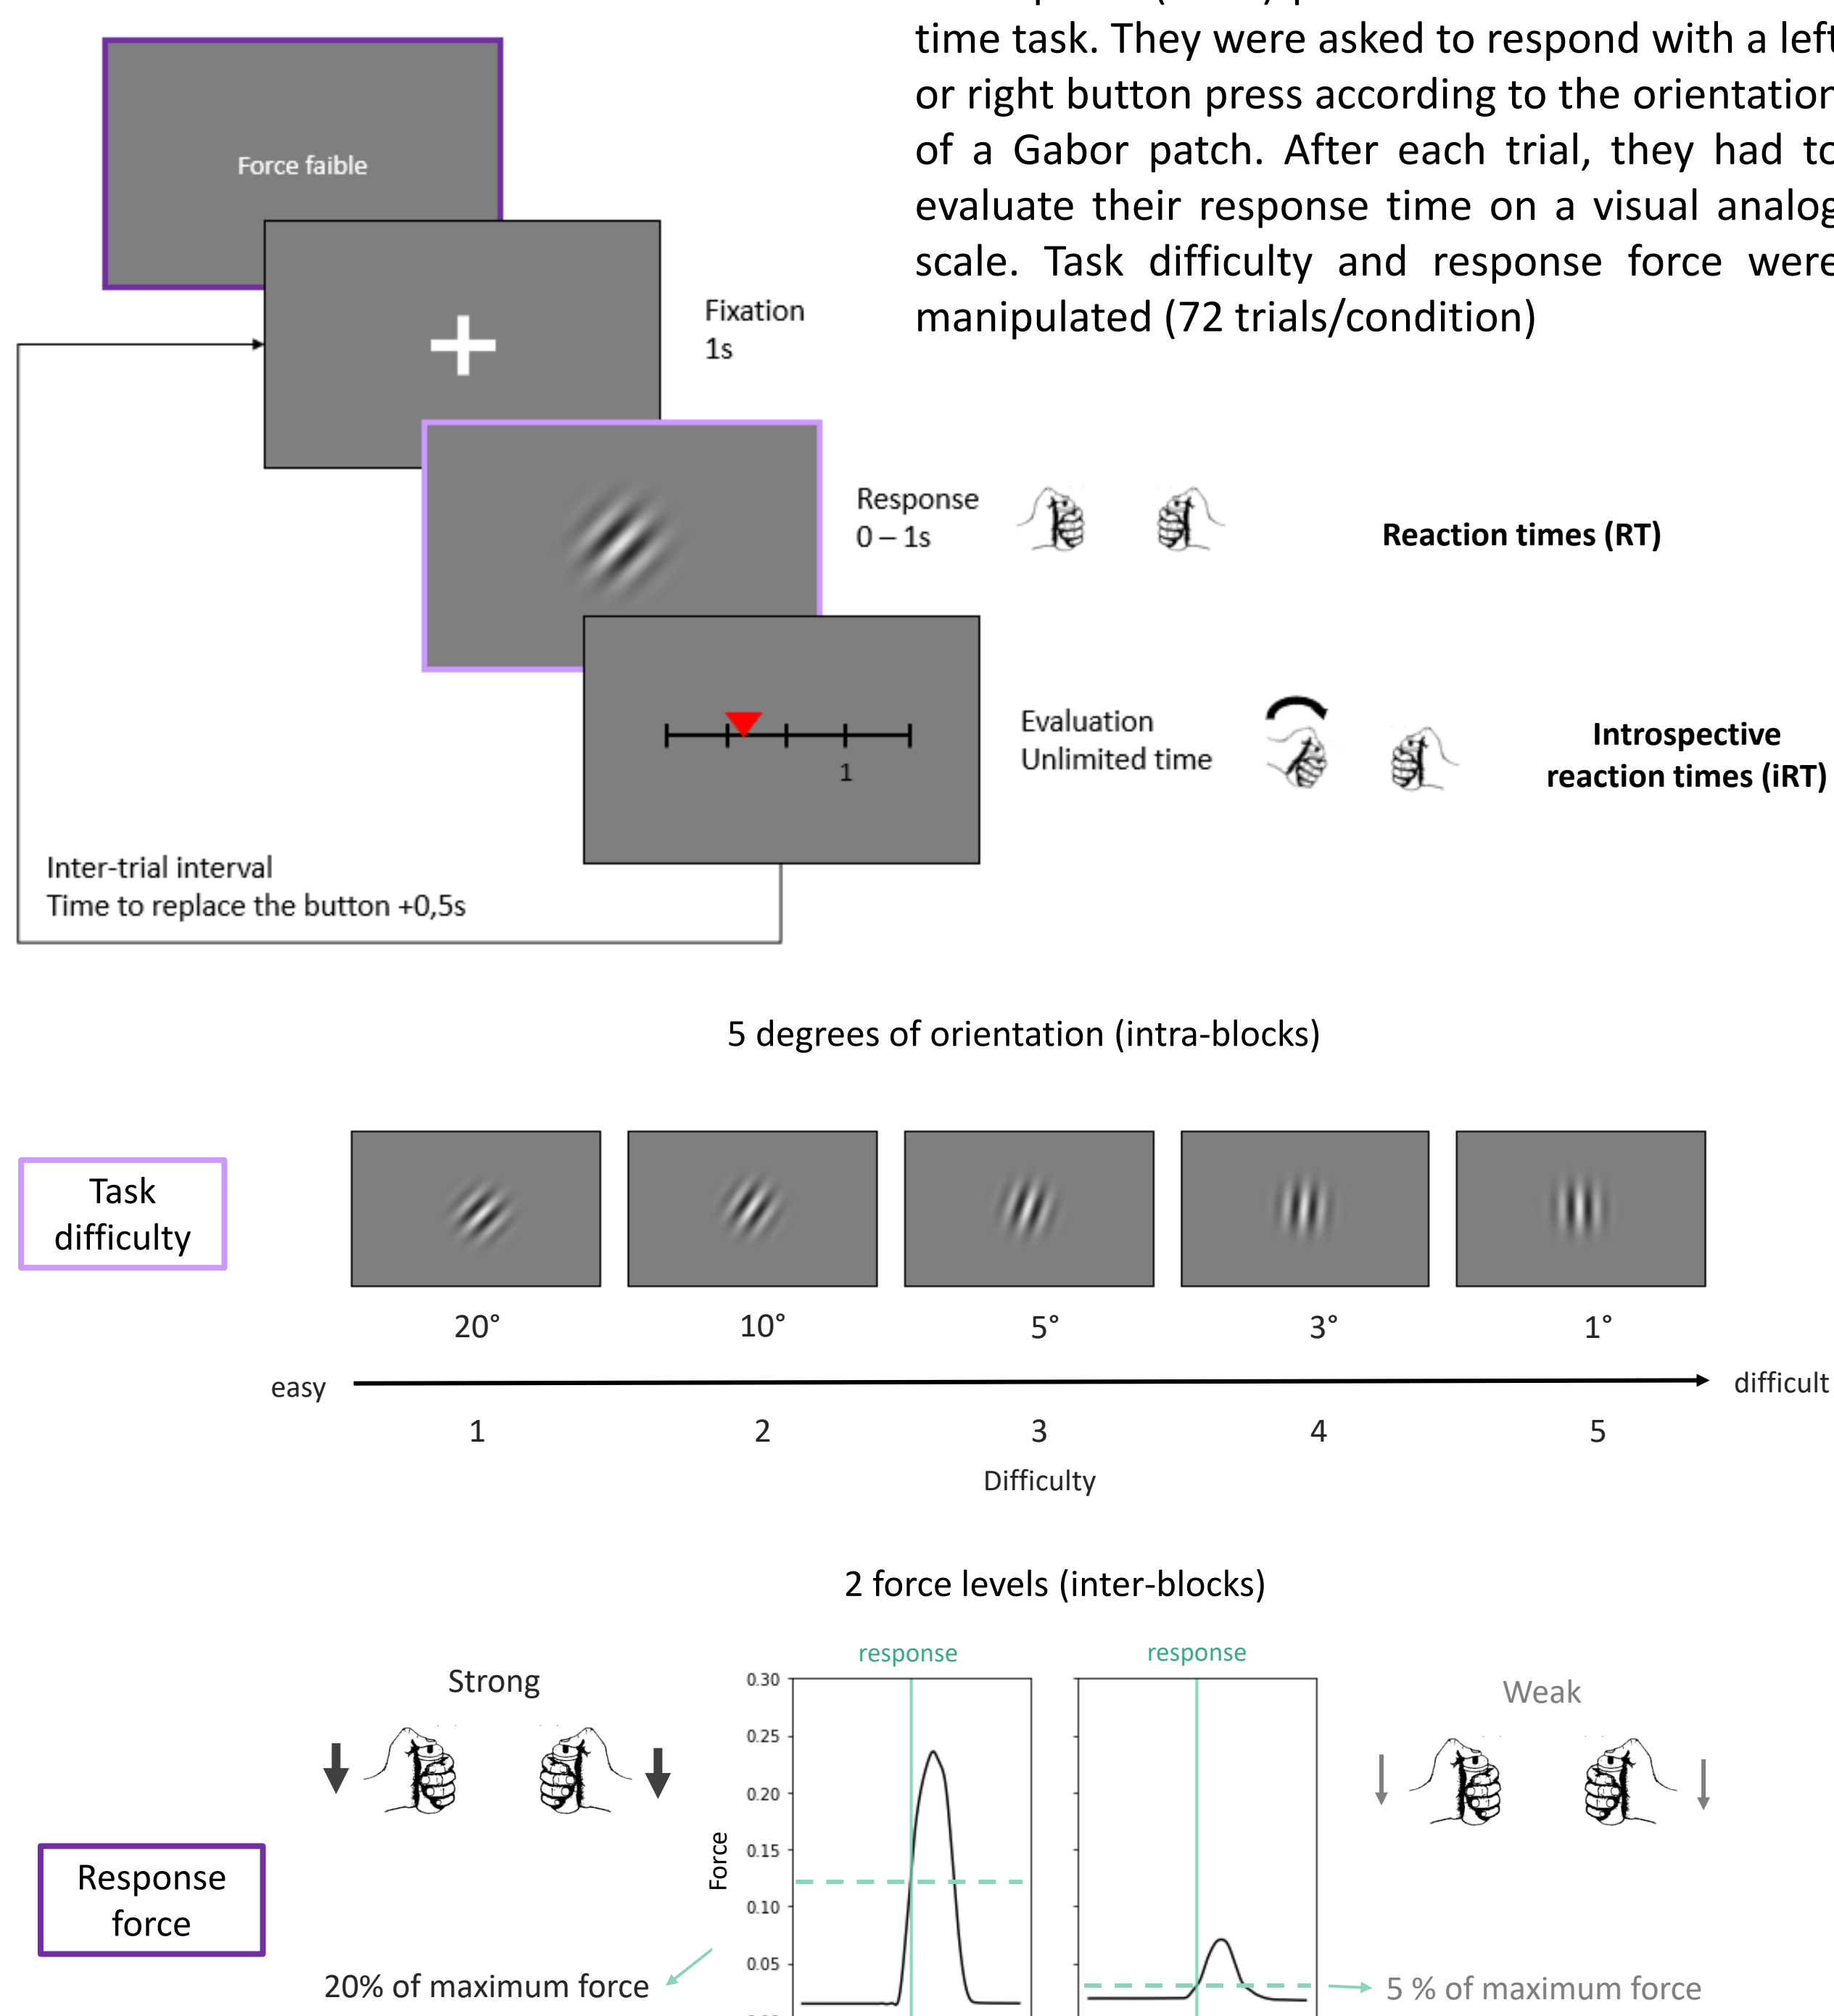 time task. They were asked to respond with a left
or right button press according to the orientation
of a Gabor patch. After each trial, they had to
evaluate their response time on a visual analog
scale. Task difficulty and response force were
manipulated (72 trials/condition)
Force faible
Fixation
1s
Response
0 – 1s
Reaction times (RT)
1
Evaluation
Unlimited time
Introspective
reaction times (iRT)
Inter-trial interval
Time to replace the button +0,5s
5 degrees of orientation (intra-blocks)
Task
difficulty
20°
10°
5°
3°
1°
easy
difficult
1
2
3
4
5
Difficulty
2 force levels (inter-blocks)
response
response
Strong
Weak
0.30
0.25
0.20
0.15
0.10
0.05
Force
Response
force
20% of maximum force
5 % of maximum force